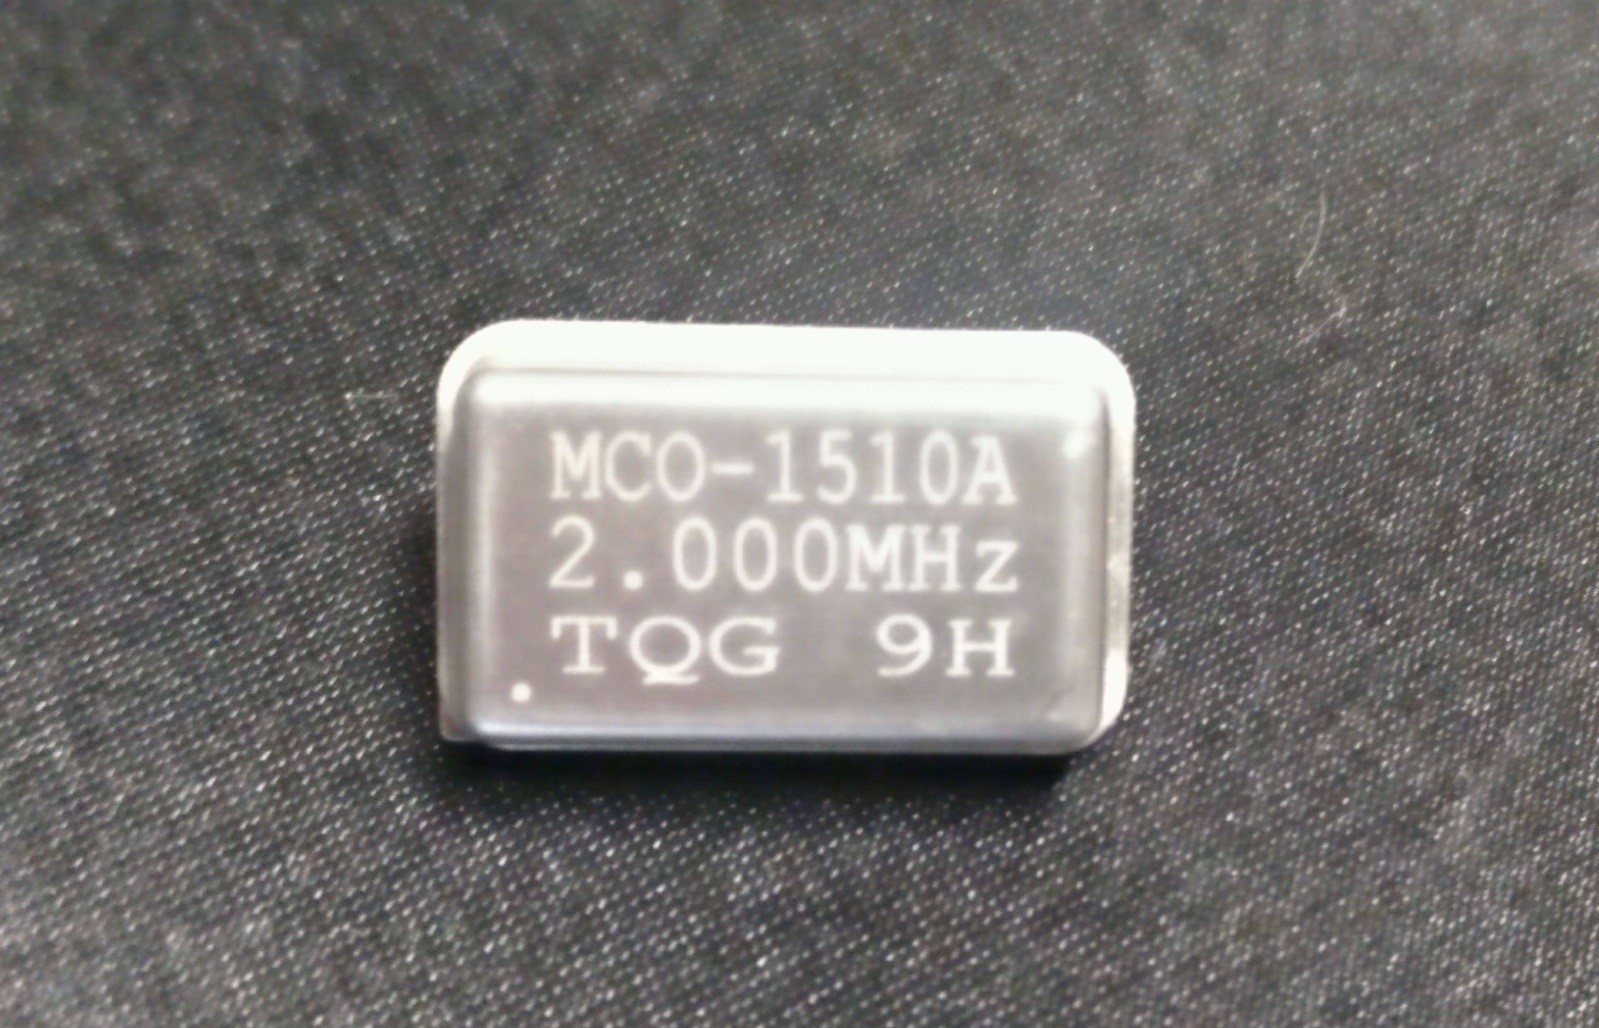 MCO-1510A
2.000MHz
TQG 9H